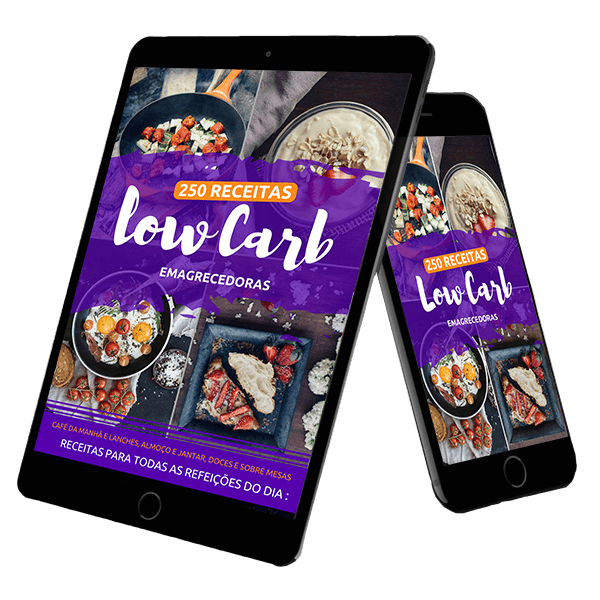 250 RECEITAS
Low Carb
EMAGRECEDORAS
CAFÉ DA MANHÃ E LANCHES, ALMOÇO E JANTAR, DOCES E SOBRE MESAS
RECEITAS PARA TODAS AS REFEIÇÕES DO DIA :
250 RECEITAS
Low Carb
EMAGRECEDORAS